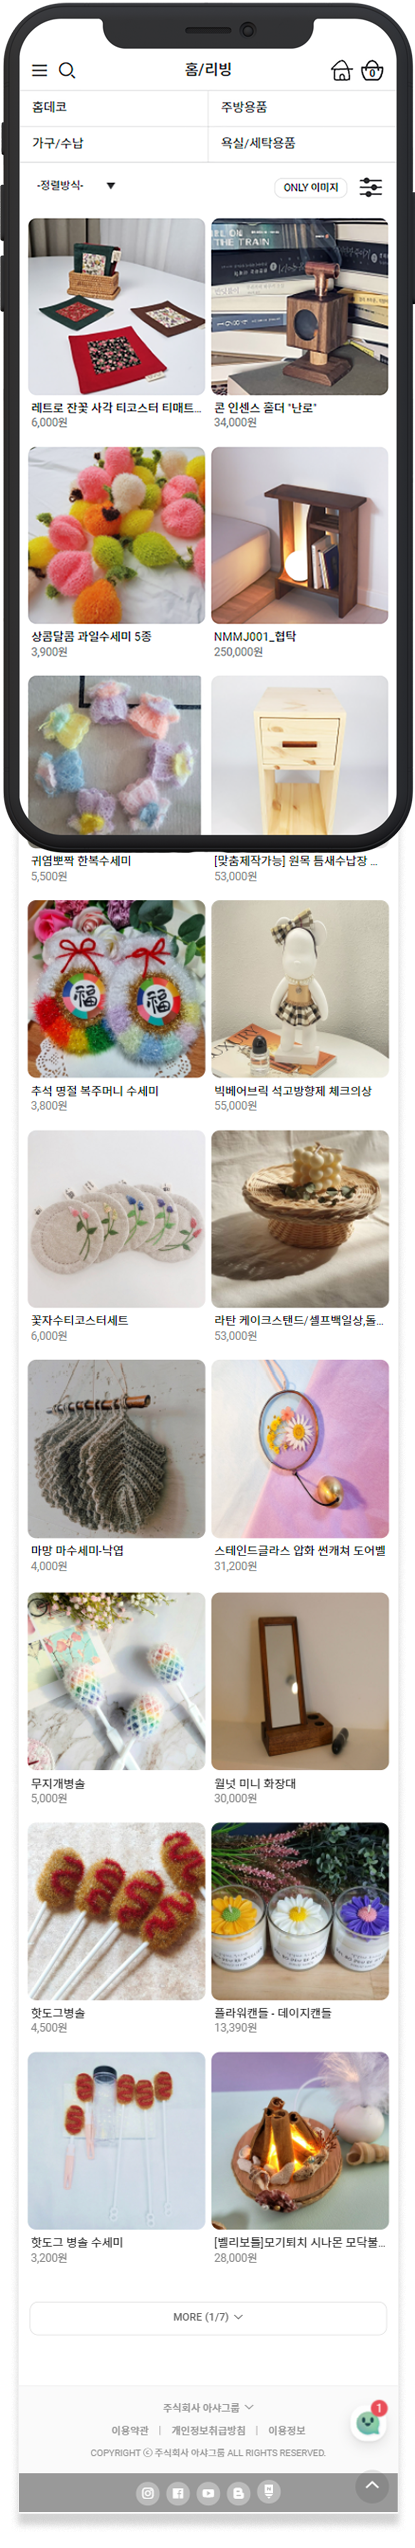 홈/리빙
0
홈데코
주방용품
가구/수납
욕실/세탁용품
-정렬방식-
ONLY 이미지
레트로 잔꽃 사각 티코스터 티매트...
6,000원
콘 인센스 홀더 "난로"
34,000원
상콤달콤 과일수세미 5종
3,900원
NMMJ001_협탁
250,000원
귀염뽀짝 한복수세미
5,500원
[맞춤제작가능] 원목 틈새수납장 ...
53,000원
추석 명절 복주머니 수세미
3,800원
빅베어브릭 석고방향제 체크의상
55,000원
꽃자수티코스터세트
6,000원
라탄 케이크스탠드/셀프백일상,돌...
53,000원
마망 마수세미-낙엽
4,000원
스테인드글라스 압화 썬캐쳐 도어벨
31,200원
무지개병솔
5,000원
월넛 미니 화장대
30,000원
핫도그병솔
4,500원
플라워캔들 - 데이지캔들
13,390원
핫도그 병솔 수세미
3,200원
[벨리보틀]모기퇴치 시나몬 모닥불...
28,000원
MORE (1/7)
주식회사 아샤그룹
1
이용약관 | 개인정보취급방침 | 이용정보
COPYRIGHT ⓒ 주식회사 아샤그룹 ALL RIGHTS RESERVED.